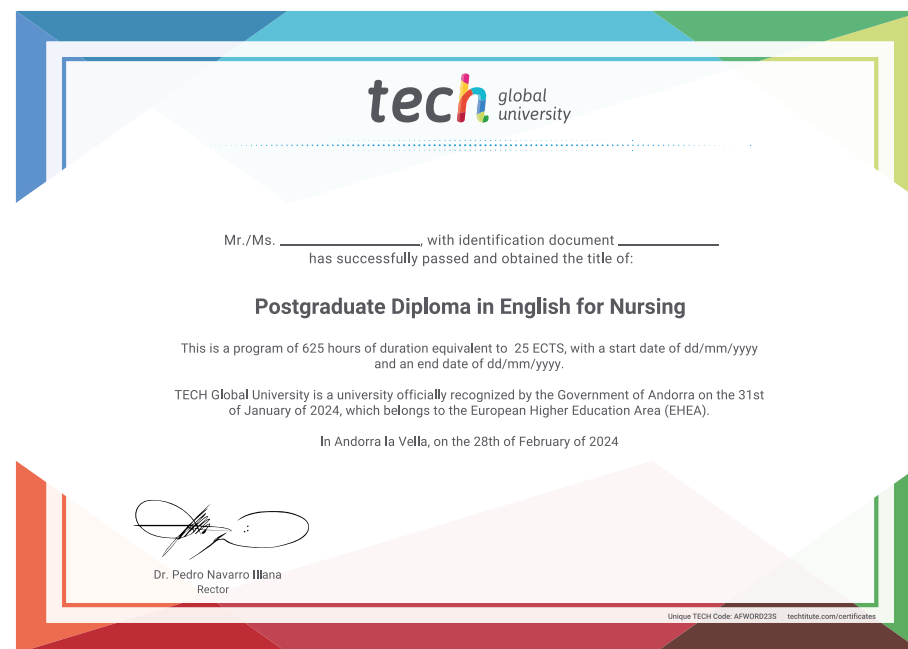 tech global
university
Mr./Ms. ____________________, with identification document ______________
has successfully passed and obtained the title of:
Postgraduate Diploma in English for Nursing
This is a program of 625 hours of duration equivalent to 25 ECTS, with a start date of dd/mm/yyyy
and an end date of dd/mm/yyyy.
TECH Global University is a university officially recognized by the Government of Andorra on the 31st
of January of 2024, which belongs to the European Higher Education Area (EHEA).
In Andorra la Vella, on the 28th of February of 2024
Dr. Pedro Navarro Illana
Rector
Unique TECH Code: AFWORD23S techtitute.com/certificates